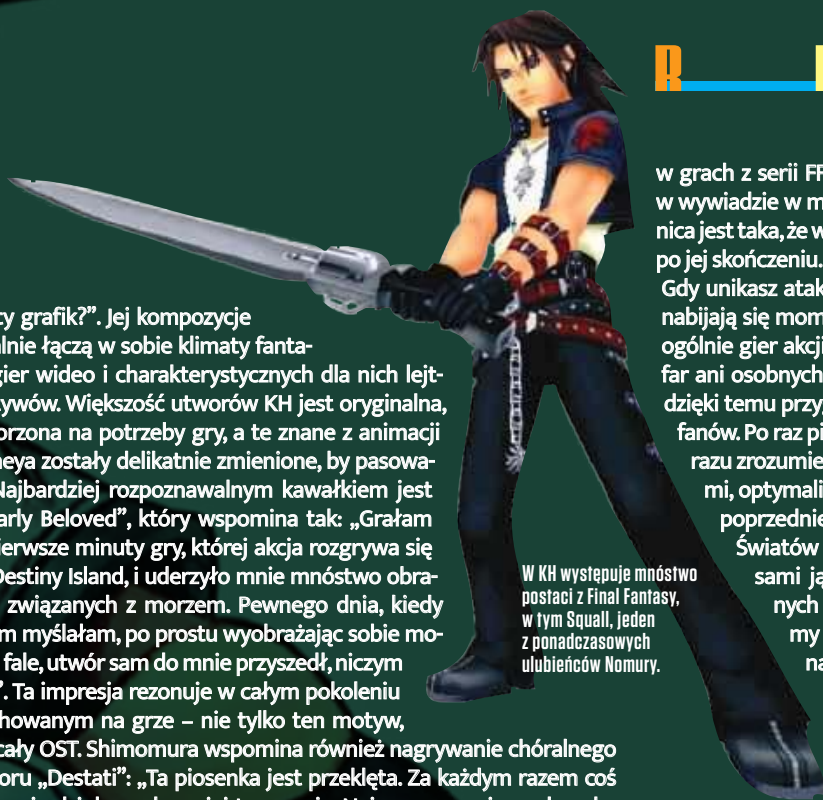 ty grafik?”. Jej kompozycje
alnie łączą w sobie klimaty fanta-
gier wideo i charakterystycznych dla nich lejt-
tywów. Większość utworów KH jest oryginalna,
orzona na potrzeby gry, a te znane z animacji
neya zostały delikatnie zmienione, by pasowa-
Najbardziej rozpoznawalnym kawałkiem jest
arly Beloved”, który wspomina tak: „Grałam
ierwsze minuty gry, której akcja rozgrywa się
Destiny Island, i uderzyło mnie mnóstwo obra-
związanych z morzem. Pewnego dnia, kiedy
m myślałam, po prostu wyobrażając sobie mo-
fale, utwór sam do mnie przyszedł, niczym
”. Ta impresja rezonuje w całym pokoleniu
howanym na grze – nie tylko ten motyw,
cały OST. Shimomura wspomina również nagrywanie chóralnego
oru „Destati”: „Ta piosenka jest przeklęta. Za każdym razem coś
W KH występuje mnóstwo
postaci z Final Fantasy,
w tym Squall, jeden
z ponadczasowych
ulubieńców Nomury.
R
w grach z serii FF
w wywiadzie w m
nica jest taka, że w
po jej skończeniu.
Gdy unikasz atak
nabijają się mom
ogólnie gier akcji
far ani osobnych
dzięki temu przyg
fanów. Po raz pi
razu zrozumie
mi, optymali
poprzednie
Światów
sami ją
nych
my
na